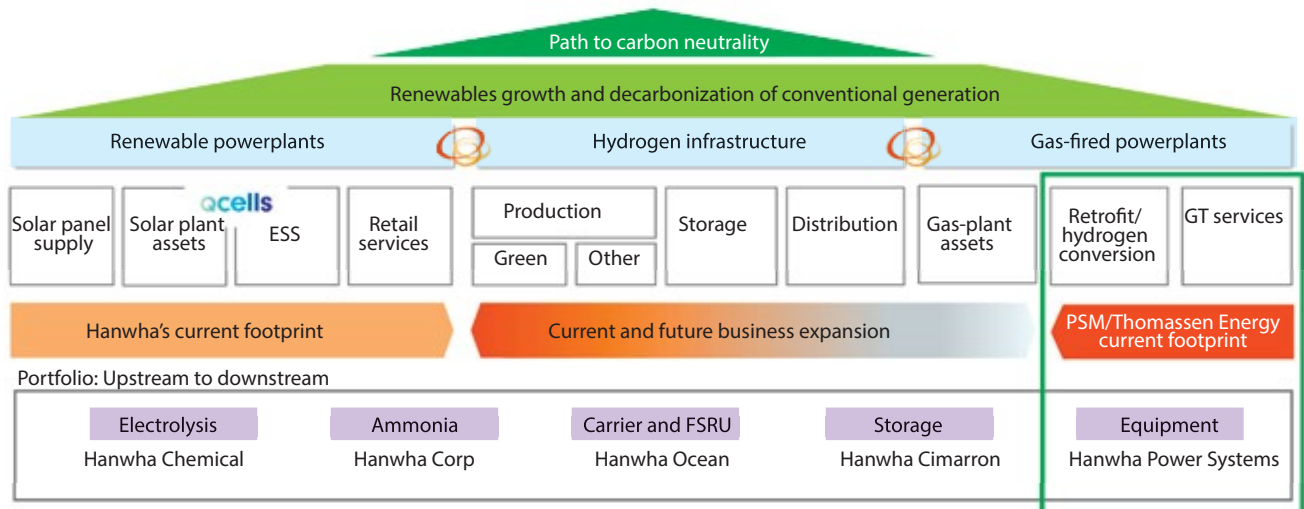 Path to carbon neutrality
Renewables growth and decarbonization of conventional generation
Renewable powerplants
Hydrogen infrastructure
Gas-fired powerplants
Solar panel
supply
Qcells
Solar plant
assets
ESS
Retail
services
Production
Green
Other
Storage
Distribution
Gas-plant
assets
Retrofit/
hydrogen
conversion
GT services
Hanwha’s current footprint
Current and future business expansion
PSM/Thomassen Energy
current footprint
Portfolio: Upstream to downstream
Electrolysis
Hanwha Chemical
Ammonia
Hanwha Corp
Carrier and FSRU
Hanwha Ocean
Storage
Hanwha Cimarron
Equipment
Hanwha Power Systems